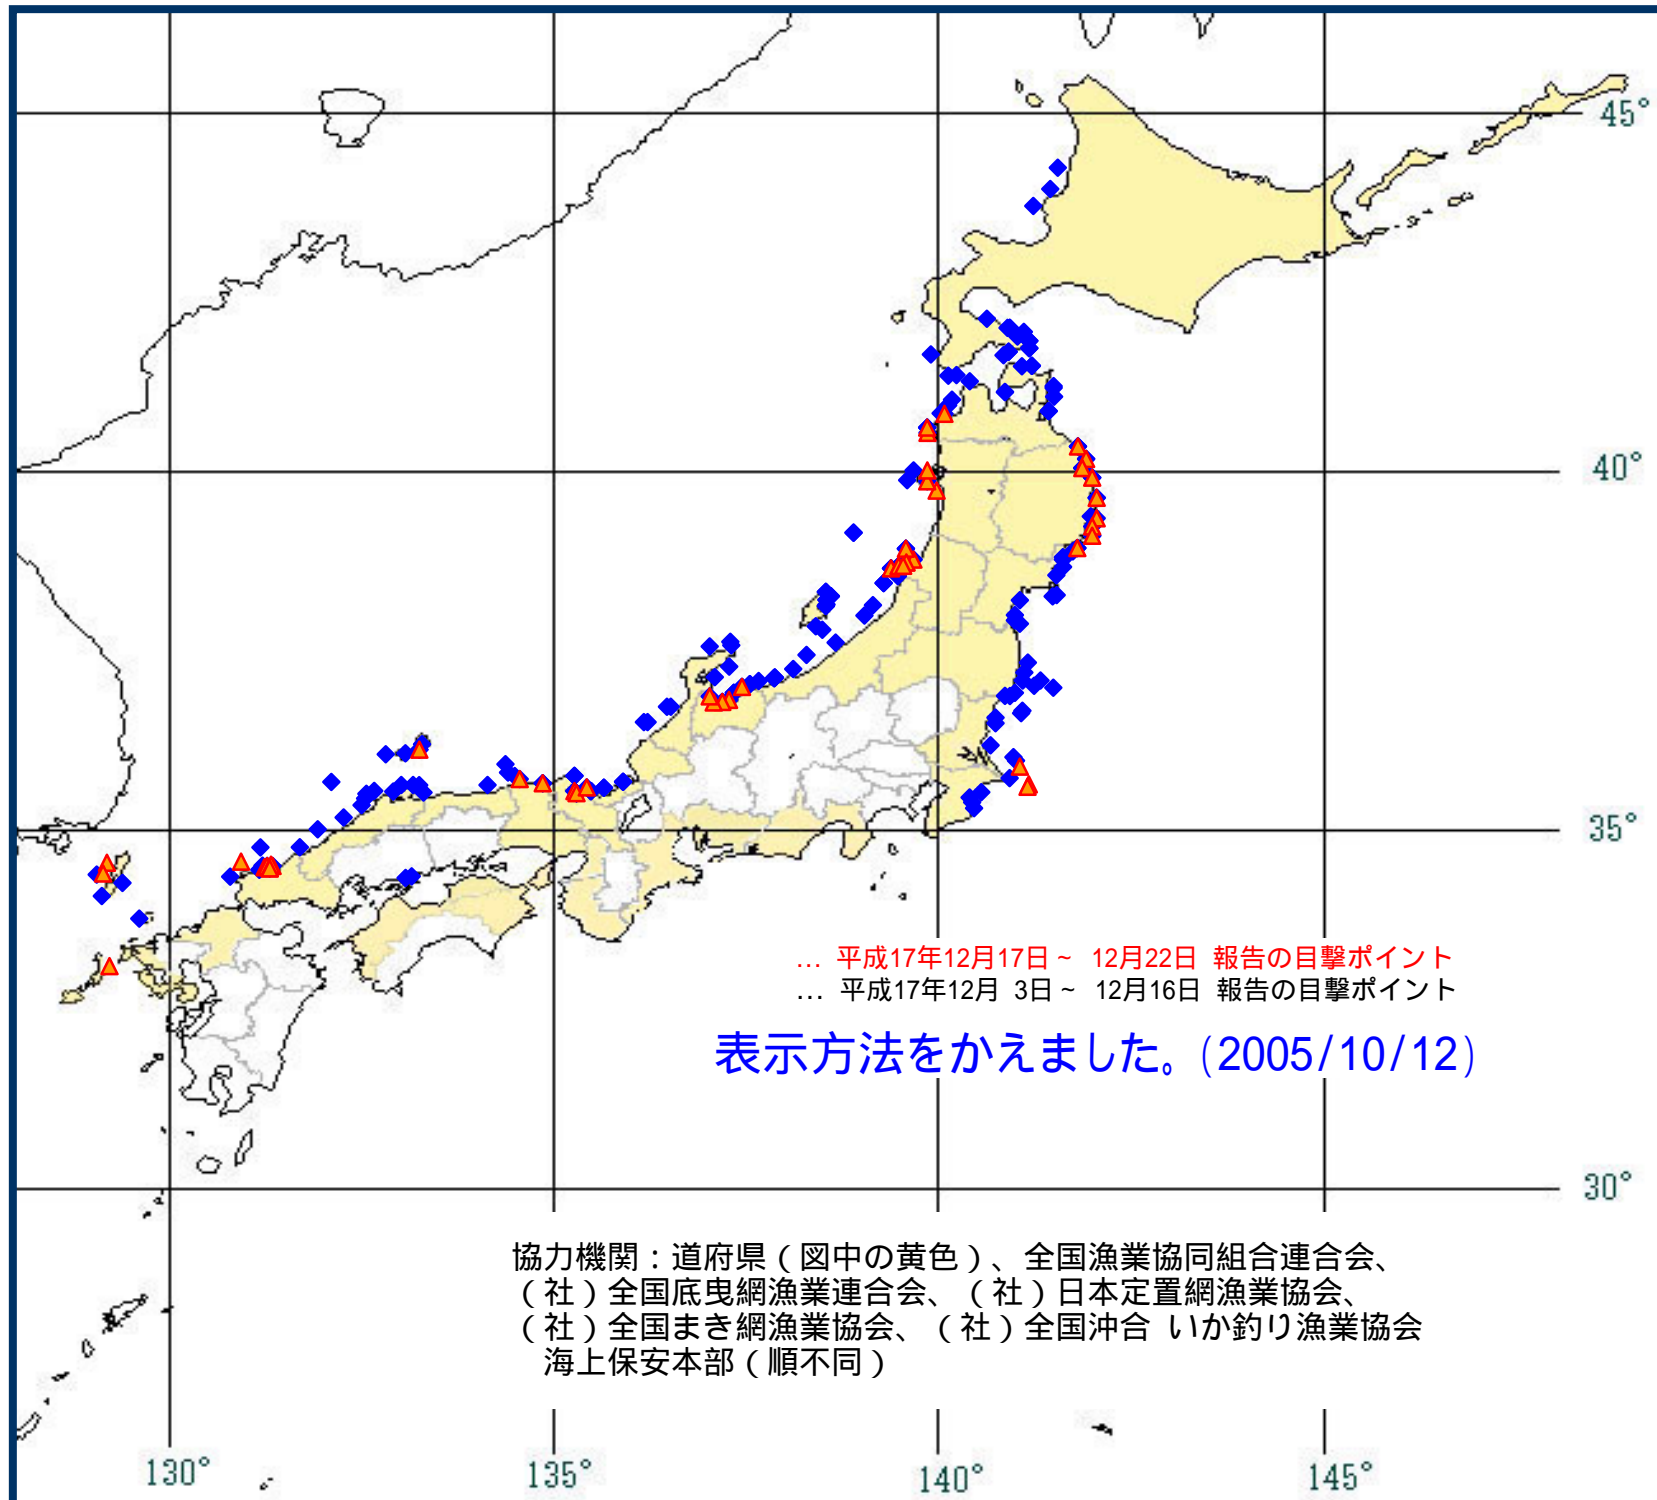 45°
40°
… 平成17年12月17日~ 12月22日 報告の目撃ポイント
… 平成17年12月 3日~ 12月16日 報告の目撃ポイント
表示方法をかえました。(2005/10/12)
35°
30°
協力機関:道府県(図中の黄色)、全国漁業協同組合連合会、
(社)全国底曳網漁業連合会、(社)日本定置網漁業協会、
(社)全国まき網漁業協会、(社)全国沖合 いか釣り漁業協会
海上保安本部(順不同)
130° 135° 140° 145°